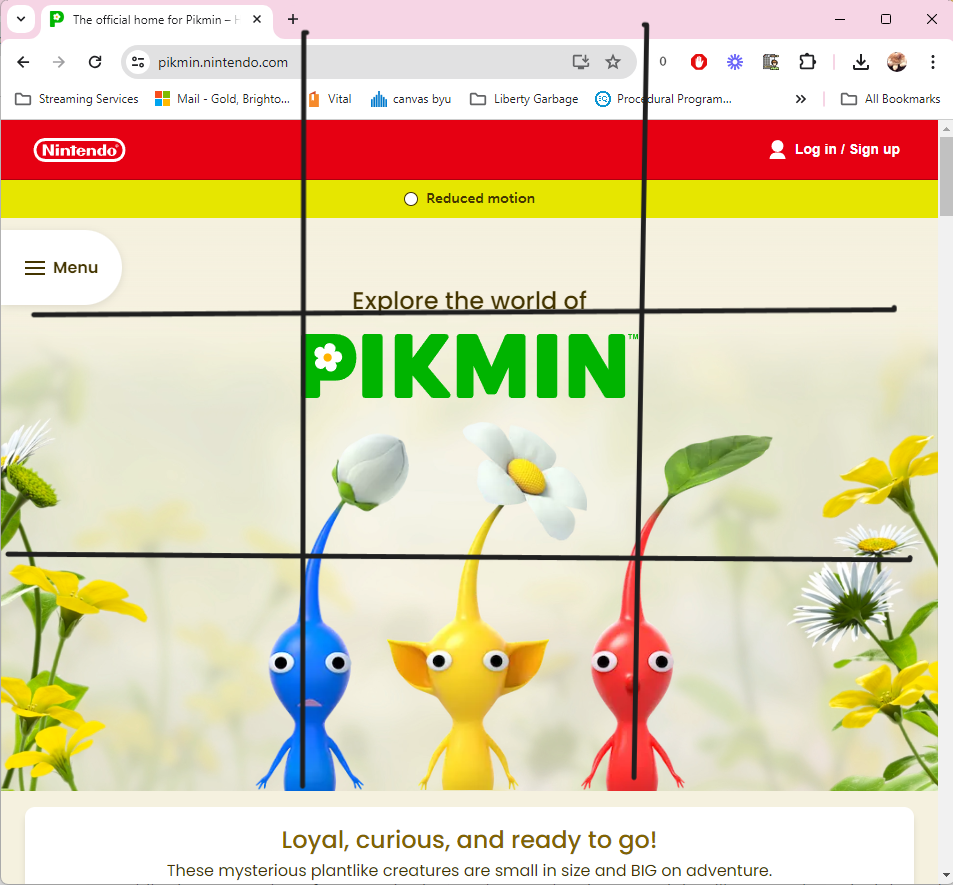 The official home for Pikmin –
pikmin.nintendo.com
0
Streaming Services
Mail - Gold, Brighto...
Vital
canvas byu
Liberty Garbage
Procedural Program...
All Bookmarks
Nintendo
Log in / Sign up
Reduced motion
Menu
Explore the world of
PIKMIN™
Loyal, curious, and ready to go!
These mysterious plantlike creatures are small in size and BIG on adventure.